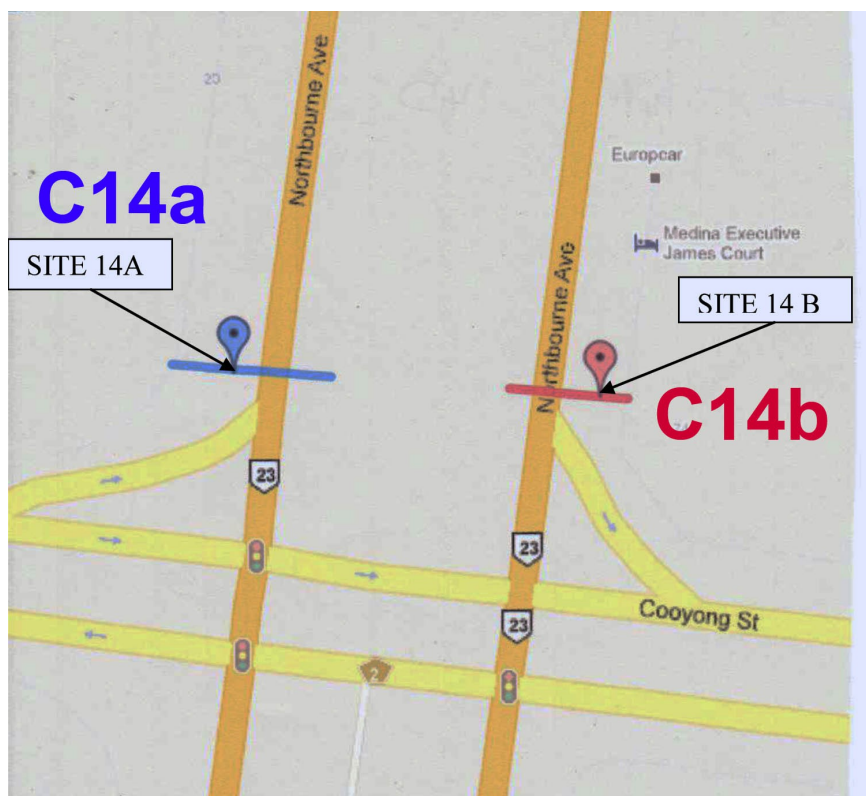 20
Northbourne Ave
Europcar
C14a
Medina Executive
James Court
SITE 14A
Northbourne Ave
SITE 14 B
C14b
23
23
Cooyong St
23
2